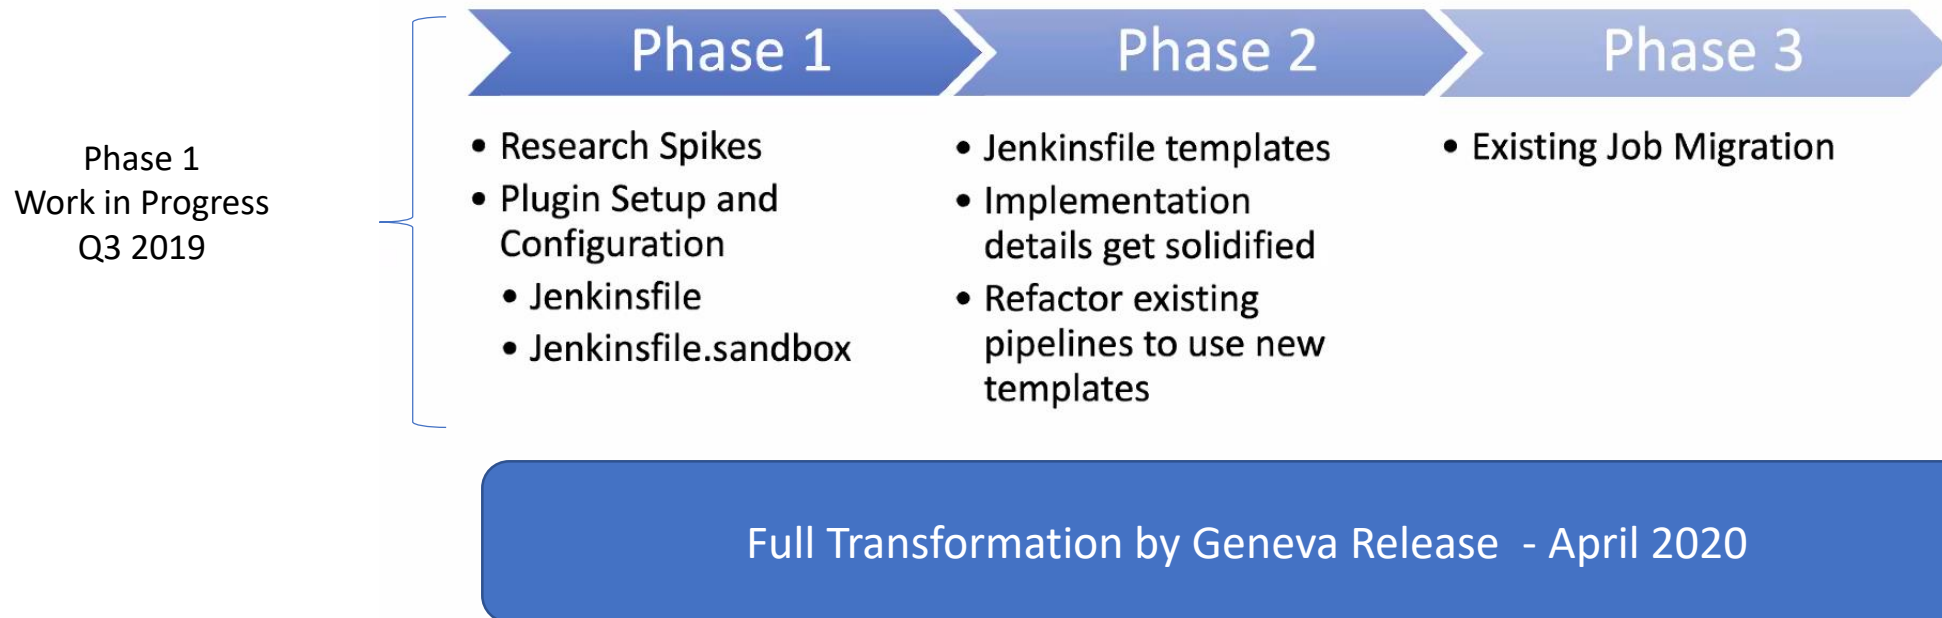 Phase 1
Work in Progress
Q3 2019
Phase 1
• Research Spikes
• Plugin Setup and
Configuration
• Jenkinsfile
• Jenkinsfile.sandbox
Phase 2
• Jenkinsfile templates
• Implementation
details get solidified
• Refactor existing
pipelines to use new
templates
Phase 3
• Existing Job Migration
Full Transformation by Geneva Release  - April 2020